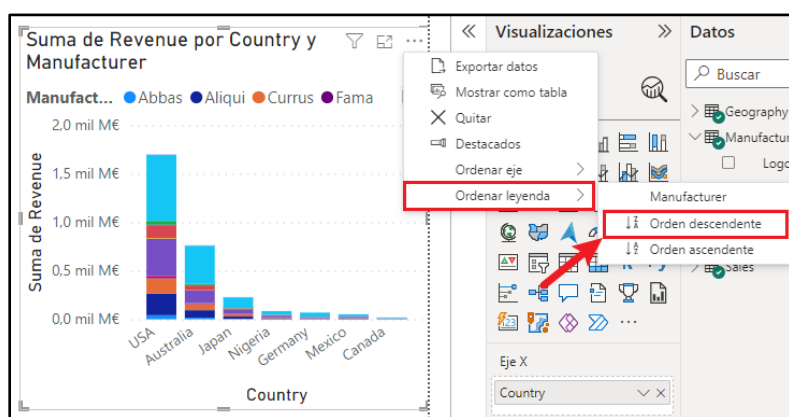 Suma de Revenue por Country y
Manufacturer
Manufact... Abbas Aliqui Currus Fama
2,0 mil M€
1,5 mil M€
1,0 mil M€
0,5 mil M€
0,0 mil M€
Suma de Revenue
USA
Australia
Japan
Nigeria
Germany
Mexico
Canada
Country
Exportar datos
Mostrar como tabla
Quitar
Destacados
Ordenar eje
Ordenar leyenda
Manufacturer
Orden descendente
Orden ascendente
Visualizaciones
123
Eje X
Country
Datos
Buscar
Geography
Manufactur
Logo
Sales